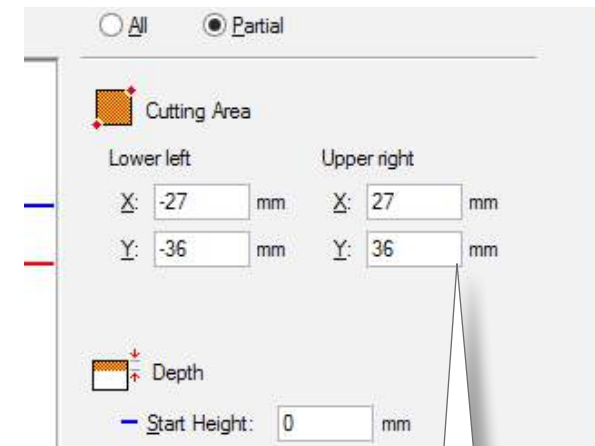 All Partial
Cutting Area
Lower left Upper right
X: -27 mm X: 27 mm
Y: -36 mm Y: 36 mm
Depth
Start Height: 0 mm